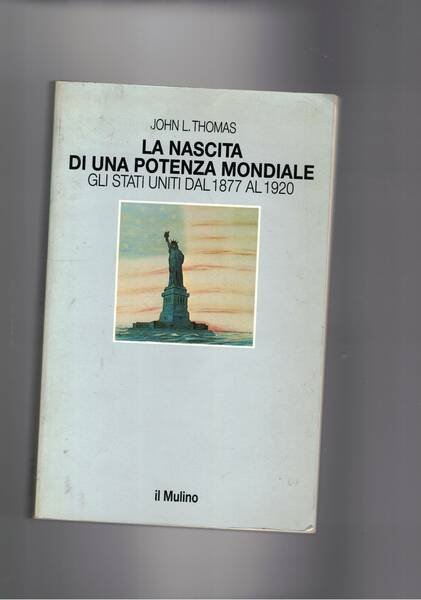 JOHN L. THOMAS
LA NASCITA
DI UNA POTENZA MONDIALE
GLI STATI UNITI DAL 1877 AL 1920
il Mulino